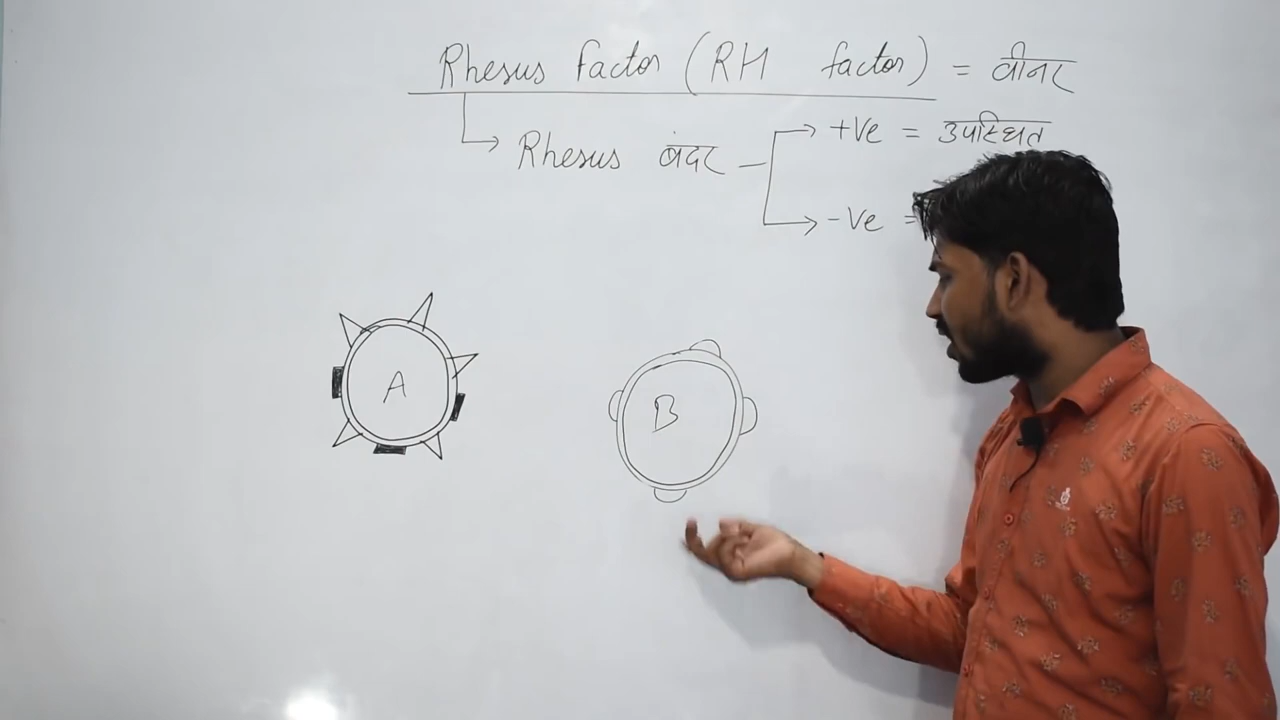 Rhesus factor (RH factor) = वीनर
Rhesus बंदर +Ve = उपस्थित
-Ve =
A
B